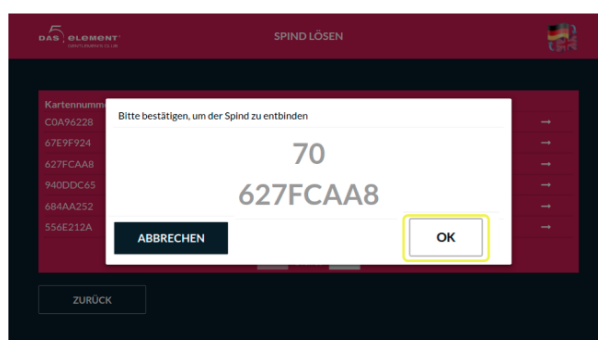 DAS 5 ELEMENT
SPIND LÖSEN
Kartennumm
C0A96228
67E9F924
627FCAA8
940DDC65
684AA252
556E212A
Bitte bestätigen, um der Spind zu entbinden
70
627FCAA8
ABBRECHEN
OK
ZURÜCK